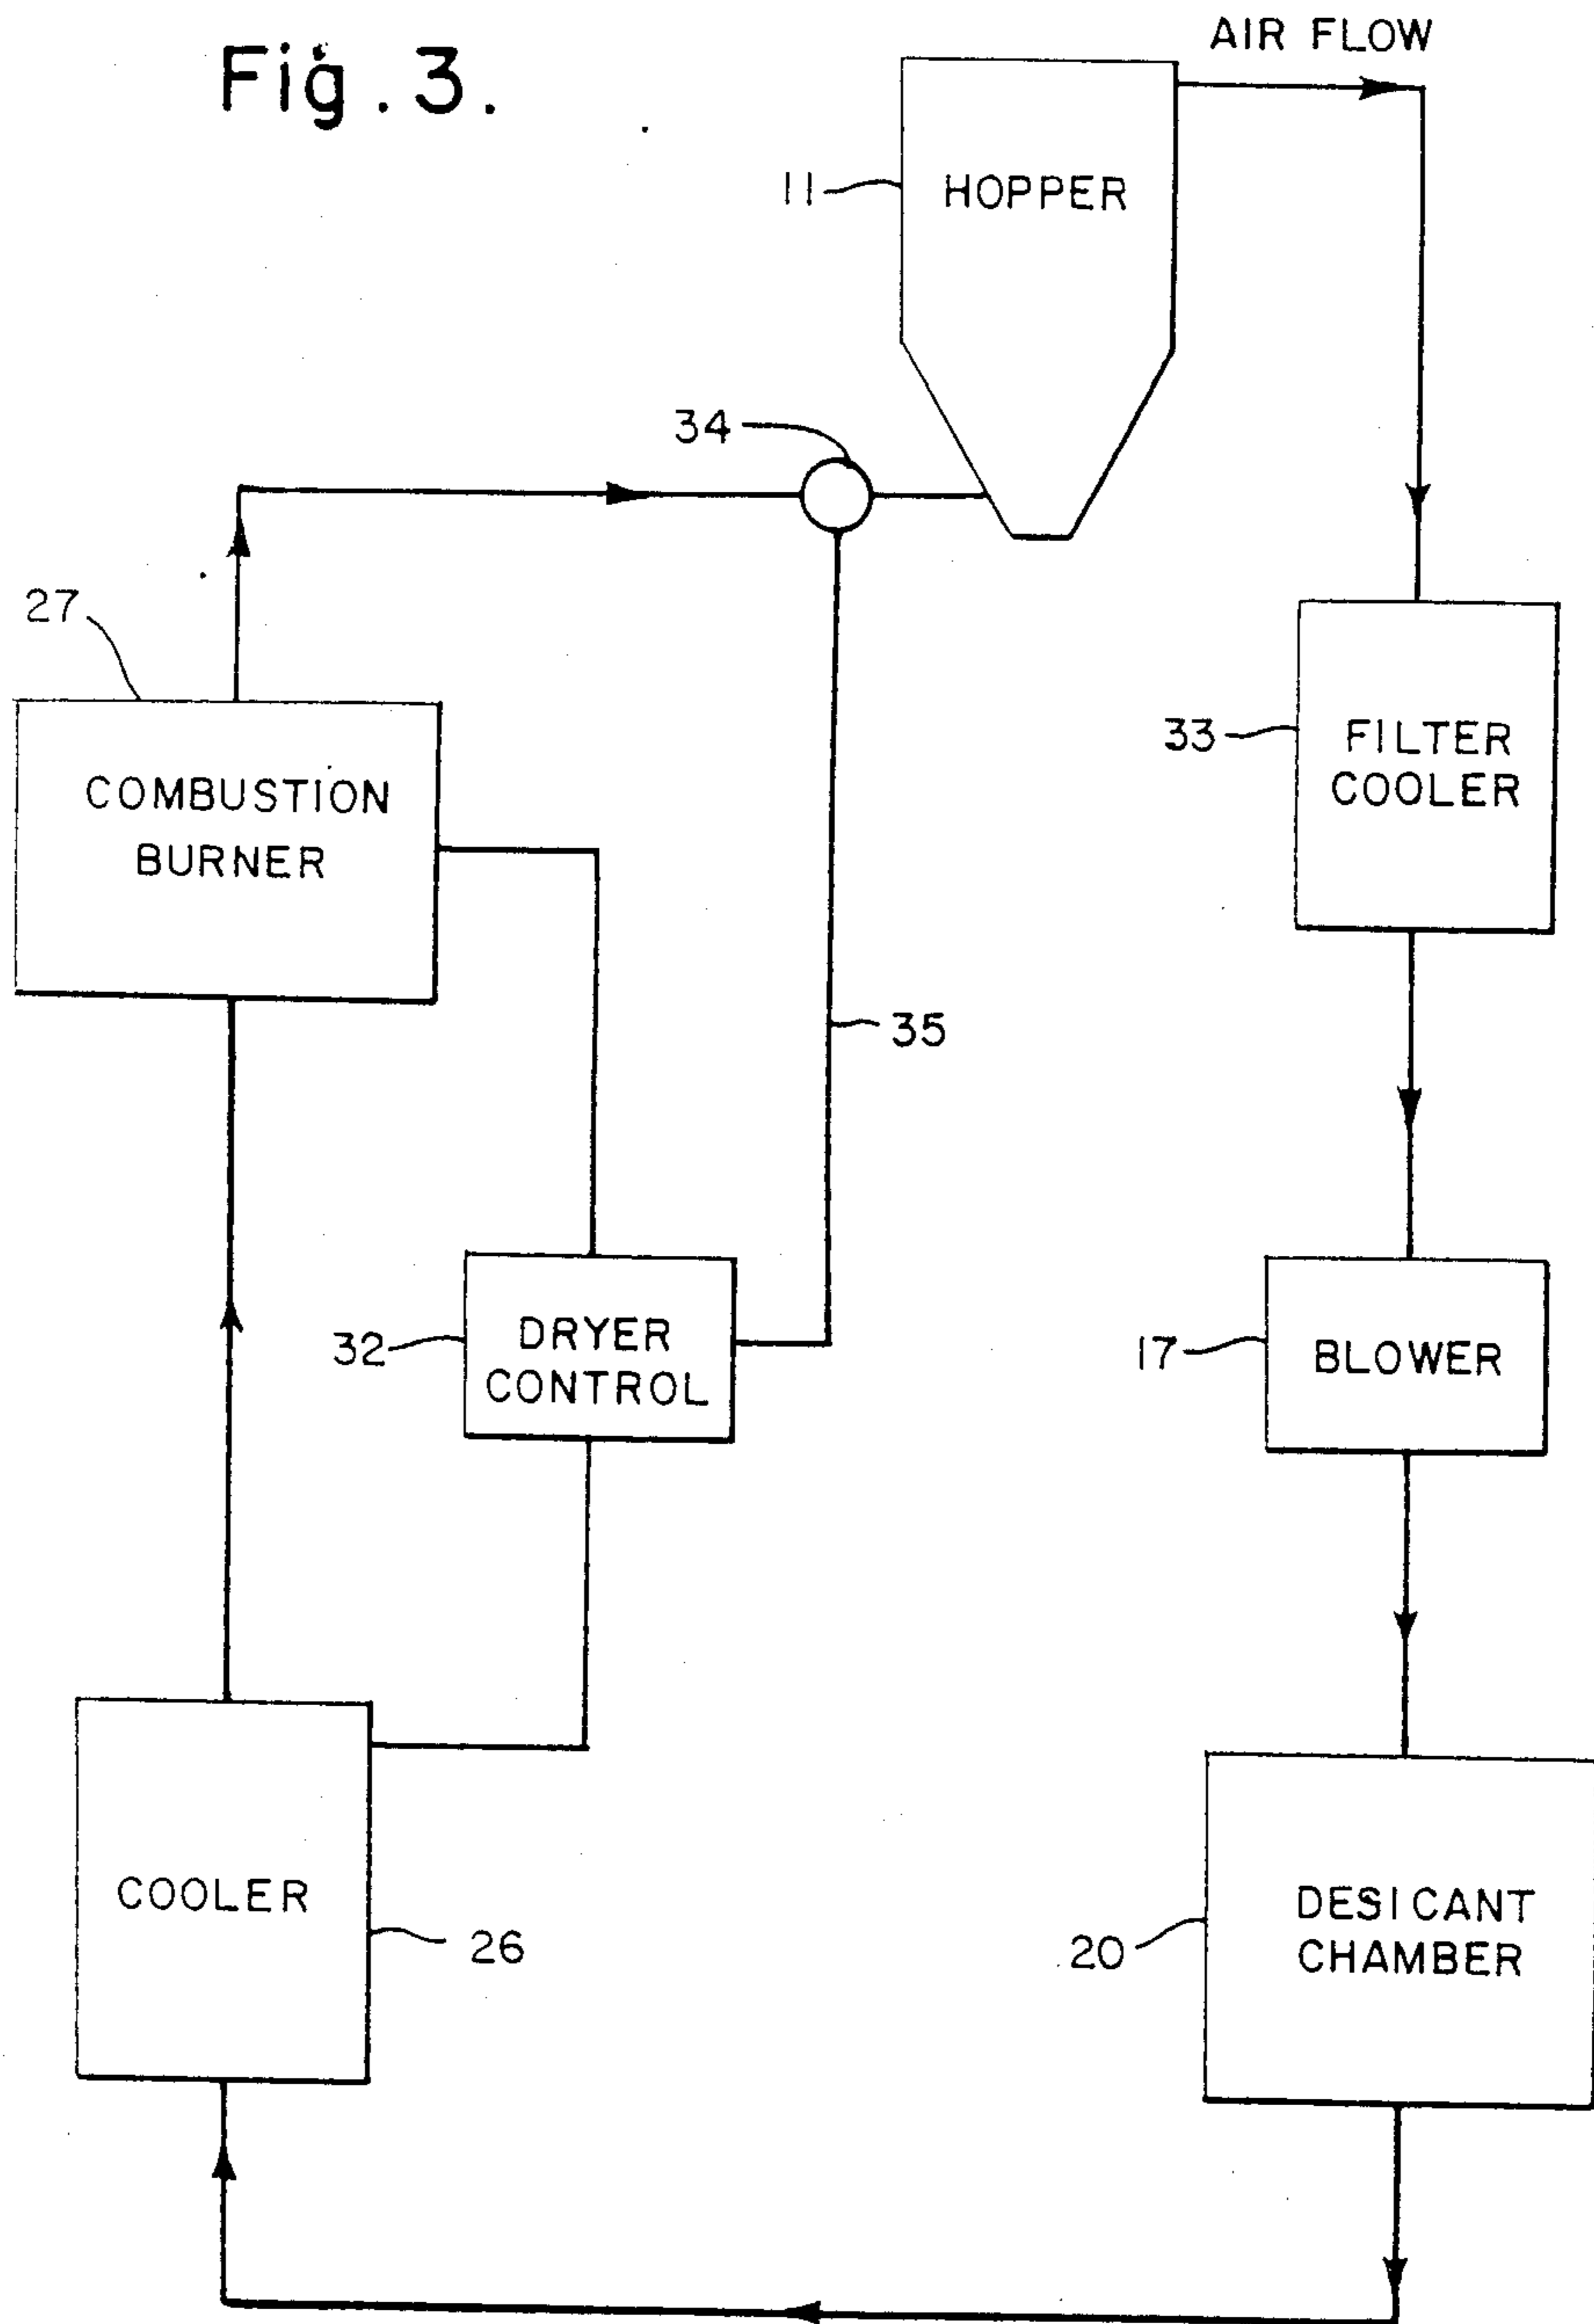 Fig. 3.
AIR FLOW
11
HOPPER
34
27
COMBUSTION
BURNER
33
FILTER
COOLER
35
32
DRYER
CONTROL
17
BLOWER
COOLER
26
20
DESICANT
CHAMBER